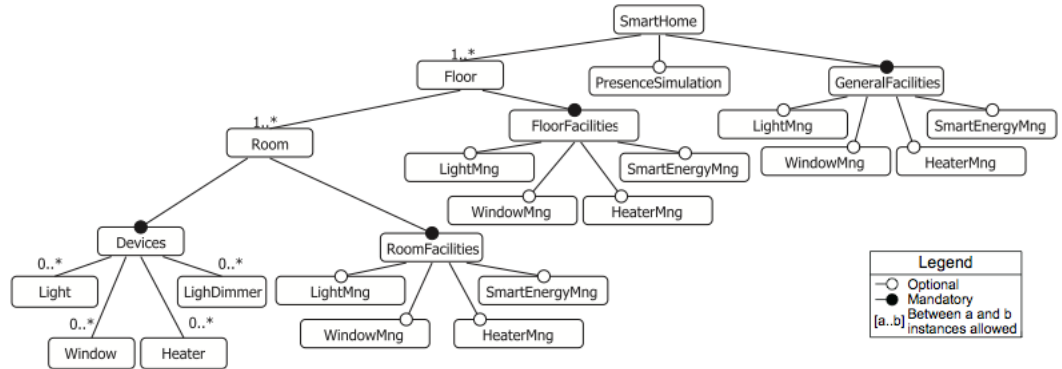 SmartHome
1..*
Floor
PresenceSimulation
GeneralFacilities
1..*
Room
FloorFacilities
LightMng
SmartEnergyMng
WindowMng
HeaterMng
LightMng
SmartEnergyMng
WindowMng
HeaterMng
Devices
RoomFacilities
0..*
0..*
Light
LighDimmer
LightMng
SmartEnergyMng
0..*
0..*
WindowMng
HeaterMng
Window
Heater
Legend
Optional
Mandatory
[a..b] Between a and b
instances allowed